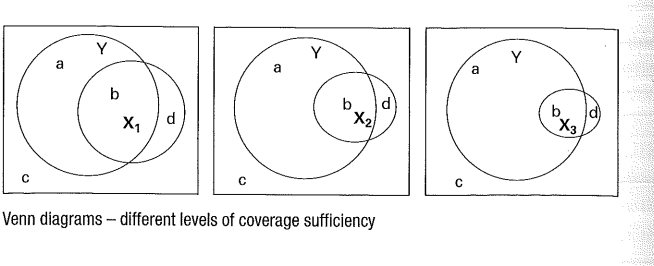 Y
a
b
X1
d
c
Y
a
b
X2
d
c
Y
a
b
X3
d
c
Venn diagrams – different levels of coverage sufficiency